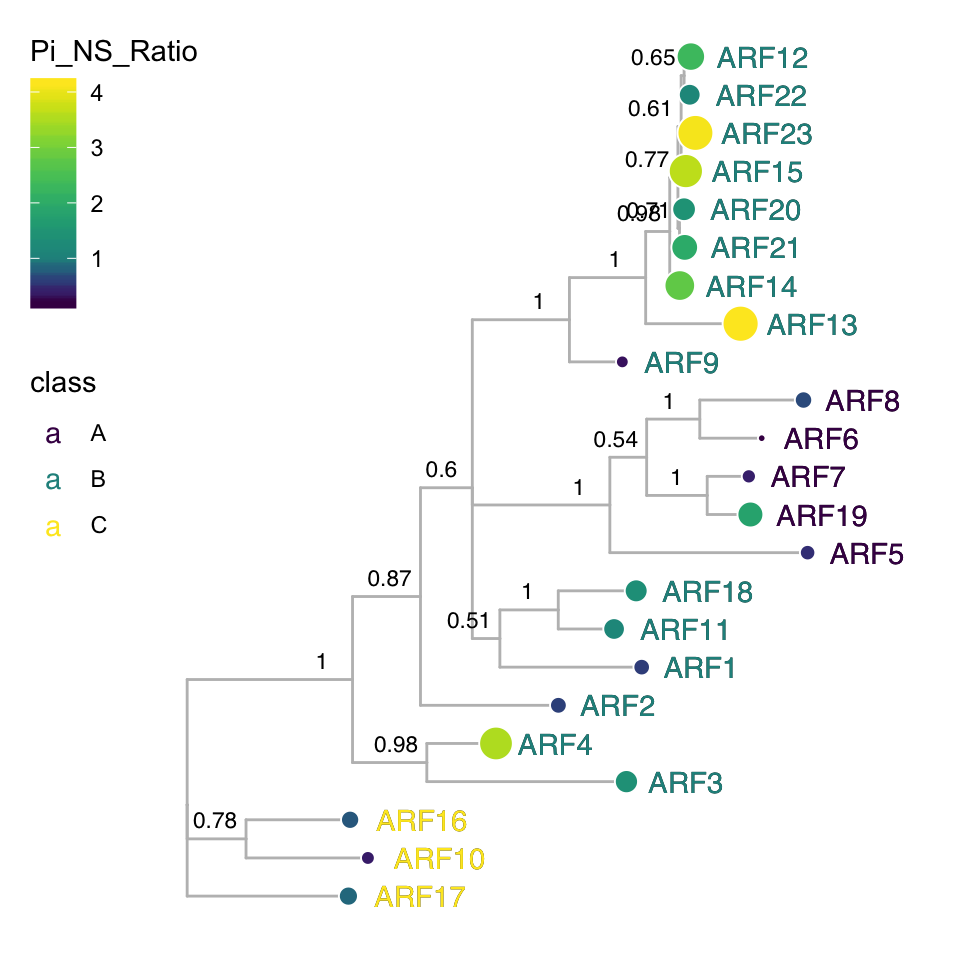 Pi_NS_Ratio
4
3
2
1
class
a A
a B
a C
0.65 ARF12
ARF22
0.61
ARF23
0.77
ARF15
0.71 ARF20
0.98
ARF21
1
ARF14
1
ARF13
ARF9
1 ARF8
0.54 ARF6
0.6
1 ARF7
1
ARF19
ARF5
0.87
1 ARF18
0.51
ARF11
1 ARF1
ARF2
0.98 ARF4
ARF3
0.78 ARF16
ARF10
ARF17